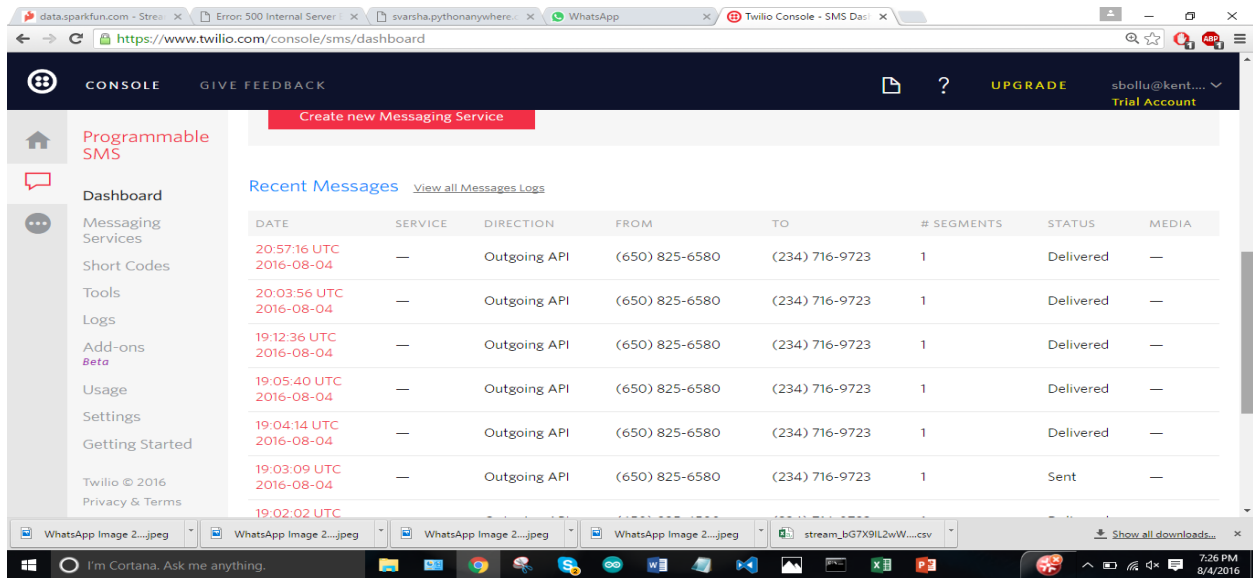 data.sparkfun.com - Strea
Error: 500 Internal Server
svarsha.pythonanywhere.c
WhatsApp
Twilio Console - SMS Das
https://www.twilio.com/console/sms/dashboard
CONSOLE GIVE FEEDBACK ? UPGRADE sbollu@kent....
Trial Account
Create new Messaging Service
Programmable
SMS
Dashboard
Messaging
Services
Short Codes
Tools
Logs
Add-ons
Beta
Usage
Settings
Getting Started
Twilio © 2016
Privacy & Terms
Recent Messages View all Messages Logs
DATE SERVICE DIRECTION FROM TO # SEGMENTS STATUS MEDIA
20:57:16 UTC
2016-08-04 — Outgoing API (650) 825-6580 (234) 716-9723 1 Delivered —
20:03:56 UTC
2016-08-04 — Outgoing API (650) 825-6580 (234) 716-9723 1 Delivered —
19:12:36 UTC
2016-08-04 — Outgoing API (650) 825-6580 (234) 716-9723 1 Delivered —
19:05:40 UTC
2016-08-04 — Outgoing API (650) 825-6580 (234) 716-9723 1 Delivered —
19:04:14 UTC
2016-08-04 — Outgoing API (650) 825-6580 (234) 716-9723 1 Delivered —
19:03:09 UTC
2016-08-04 — Outgoing API (650) 825-6580 (234) 716-9723 1 Sent —
19:02:02 UTC
WhatsApp Image 2....jpeg WhatsApp Image 2....jpeg WhatsApp Image 2....jpeg WhatsApp Image 2....jpeg stream_bG7X9IL2wW....csv Show all downloads...
I'm Cortana. Ask me anything.
7:26 PM
8/4/2016